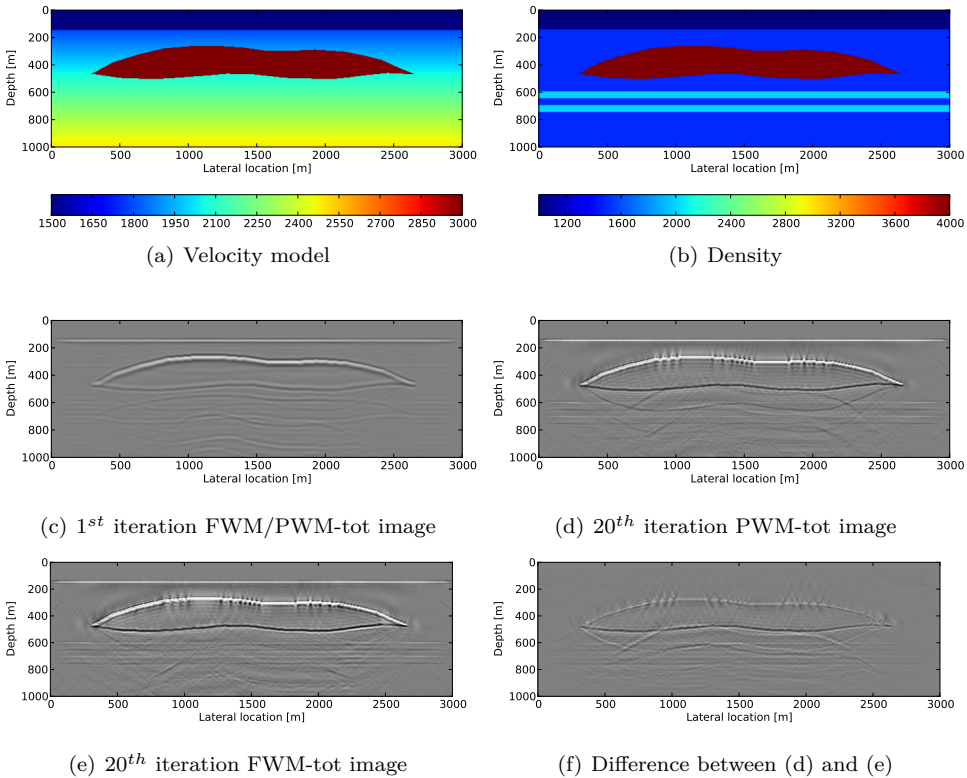 0
200
400
600
800
1000
Depth [m]
0 500 1000 1500 2000 2500 3000
Lateral location [m]
1500 1650 1800 1950 2100 2250 2400 2550 2700 2850 3000
(a) Velocity model
0
200
400
600
800
1000
Depth [m]
0 500 1000 1500 2000 2500 3000
Lateral location [m]
1200 1600 2000 2400 2800 3200 3600 4000
(b) Density
0
200
400
600
800
1000
Depth [m]
0 500 1000 1500 2000 2500 3000
Lateral location [m]
(c) 1st iteration FWM/PWM-tot image
0
200
400
600
800
1000
Depth [m]
0 500 1000 1500 2000 2500 3000
Lateral location [m]
(d) 20th iteration PWM-tot image
0
200
400
600
800
1000
Depth [m]
0 500 1000 1500 2000 2500 3000
Lateral location [m]
(e) 20th iteration FWM-tot image
0
200
400
600
800
1000
Depth [m]
0 500 1000 1500 2000 2500 3000
Lateral location [m]
(f) Difference between (d) and (e)